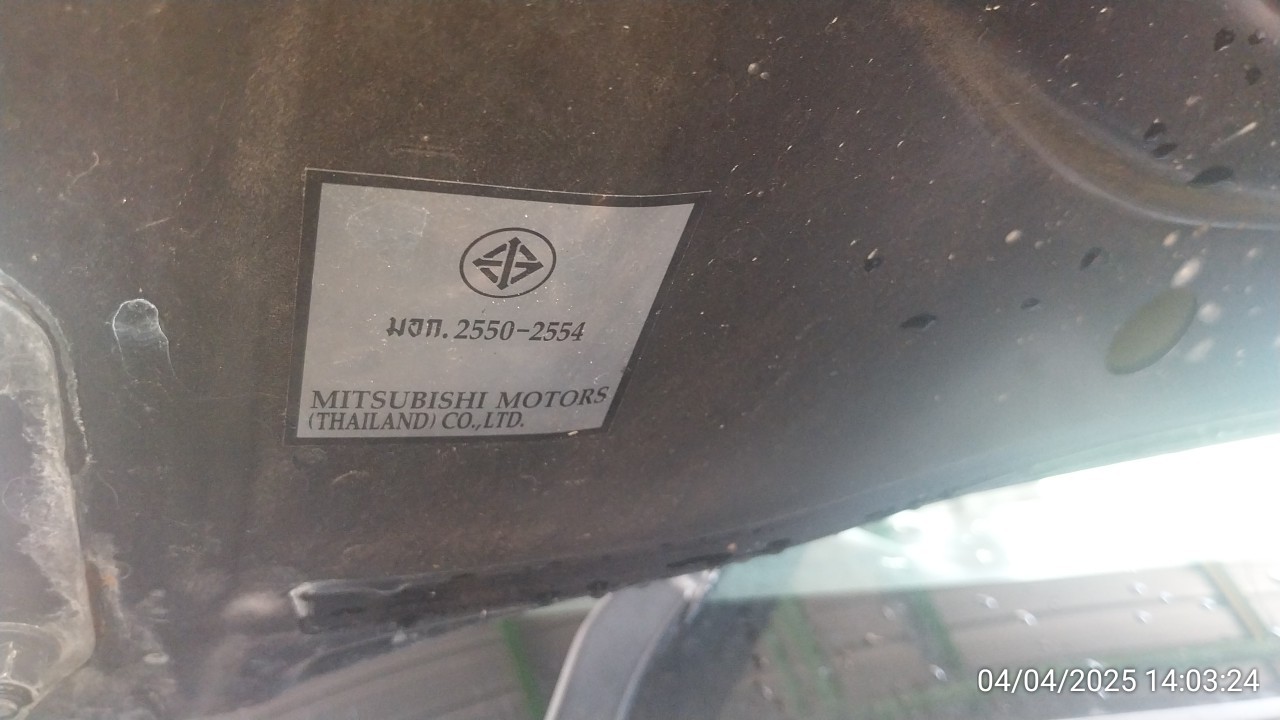 มอก. 2550-2554
MITSUBISHI MOTORS
(THAILAND) CO.,LTD.
04/04/2025 14:03:24